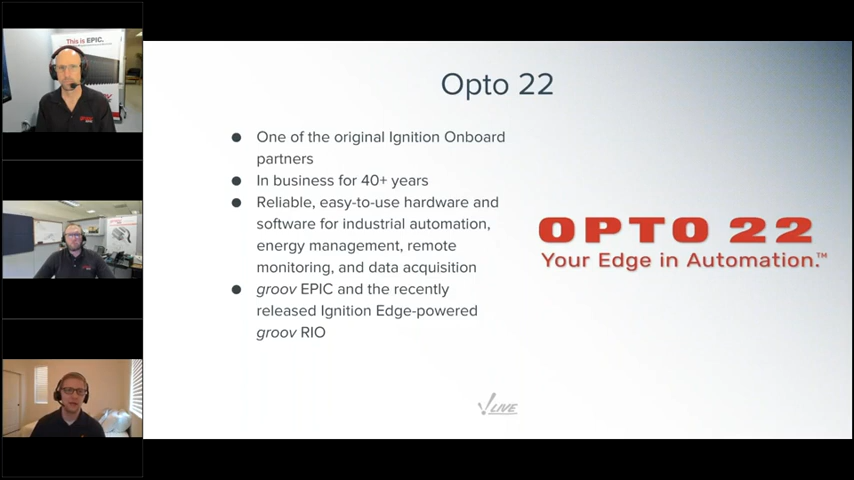 This is EPIC.
Opto 22
● One of the original Ignition Onboard
partners
● In business for 40+ years
● Reliable, easy-to-use hardware and
software for industrial automation,
energy management, remote
monitoring, and data acquisition
● groov EPIC and the recently
released Ignition Edge-powered
groov RIO
OPTO 22
Your Edge in Automation.™
LIVE